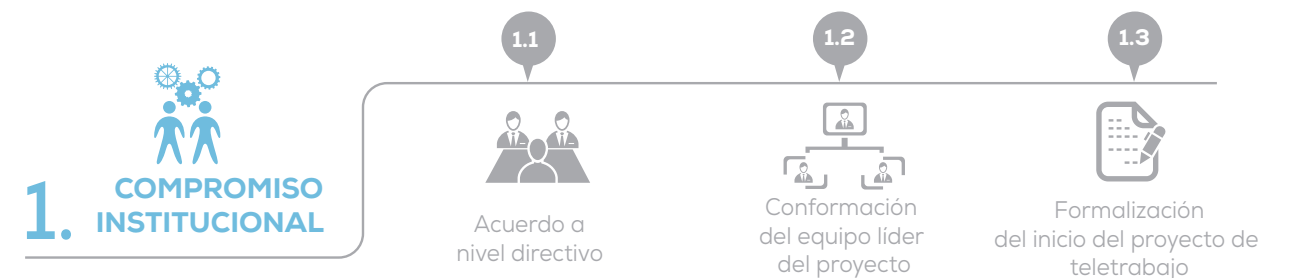 1. COMPROMISO
INSTITUCIONAL
1.1
Acuerdo a
nivel directivo
1.2
Conformación
del equipo líder
del proyecto
1.3
Formalización
del inicio del proyecto de
teletrabajo